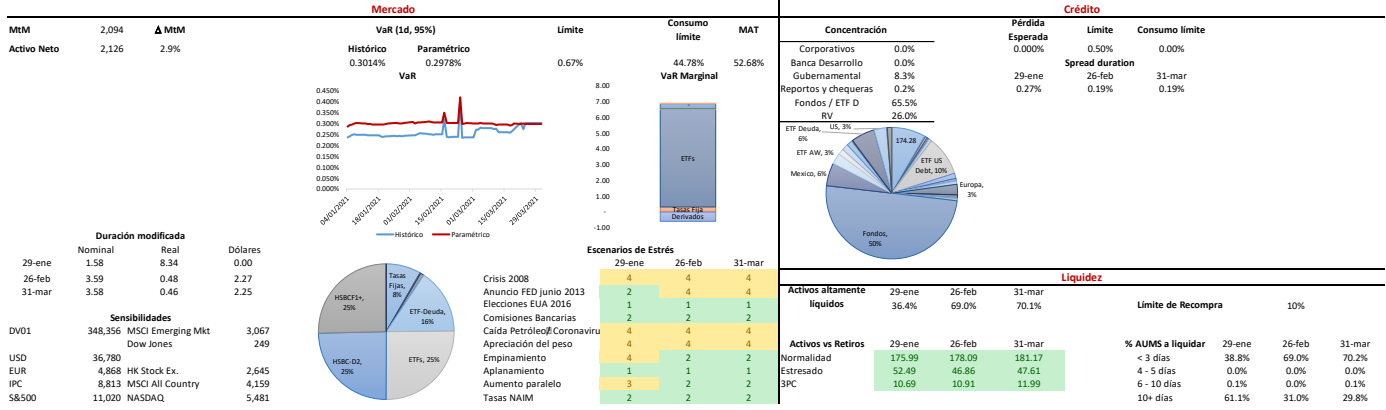 Mercado
MtM 2,094 Δ MtM
Activo Neto 2,126 2.9%
VaR (1d, 95%) Límite Consumo límite MAT
Histórico Paramétrico
0.3014% 0.2978% 0.67% 44.78% 52.68%
VaR
0.450%
0.400%
0.350%
0.300%
0.250%
0.200%
0.150%
0.100%
0.050%
0.000%
04/01/2021 18/01/2021 01/02/2021 15/02/2021 01/03/2021 15/03/2021 29/03/2021
Histórico Paramétrico
VaR Marginal
8.00
7.00
6.00
5.00
4.00
3.00
2.00
1.00
-
-1.00
-
ETFs
Tasas Fija
Derivados
Duración modificada
Nominal Real Dólares
29-ene 1.58 8.34 0.00
26-feb 3.59 0.48 2.27
31-mar 3.58 0.46 2.25
Sensibilidades
DV01 348,356 MSCI Emerging Mkt 3,067
Dow Jones 249
USD 36,780
EUR 4,868 HK Stock Ex. 2,645
IPC 8,813 MSCI All Country 4,159
S&500 11,020 NASDAQ 5,481
Tasas Fijas, 8%
ETF-Deuda, 16%
ETFs, 25%
HSBC-D2, 25%
HSBCF1+, 25%
Escenarios de Estrés
29-ene 26-feb 31-mar
Crisis 2008 4 4 4
Anuncio FED junio 2013 2 4 4
Elecciones EUA 2016 1 1 1
Comisiones Bancarias 2 2 2
Caída Petróleo/ Coronaviru 4 4 4
Apreciación del peso 4 4 4
Empinamiento 4 2 2
Aplanamiento 1 1 1
Aumento paralelo 3 2 2
Tasas NAIM 2 2 2
Crédito
Concentración
Corporativos 0.0%
Banca Desarrollo 0.0%
Gubernamental 8.3%
Reportos y chequeras 0.2%
Fondos / ETF D 65.5%
RV 26.0%
Pérdida Esperada Límite Consumo límite
0.000% 0.50% 0.00%
Spread duration
29-ene 26-feb 31-mar
0.27% 0.19% 0.19%
ETF Deuda, 6%
US, 3%
174.28
ETF AW, 3%
ETF US Debt, 10%
Mexico, 6%
Europa, 3%
Fondos, 50%
Liquidez
Activos altamente líquidos 29-ene 26-feb 31-mar
36.4% 69.0% 70.1%
Límite de Recompra 10%
Activos vs Retiros 29-ene 26-feb 31-mar
Normalidad 175.99 178.09 181.17
Estresado 52.49 46.86 47.61
3PC 10.69 10.91 11.99
% AUMS a liquidar 29-ene 26-feb 31-mar
< 3 días 38.8% 69.0% 70.2%
4 - 5 días 0.0% 0.0% 0.0%
6 - 10 días 0.1% 0.0% 0.1%
10+ días 61.1% 31.0% 29.8%